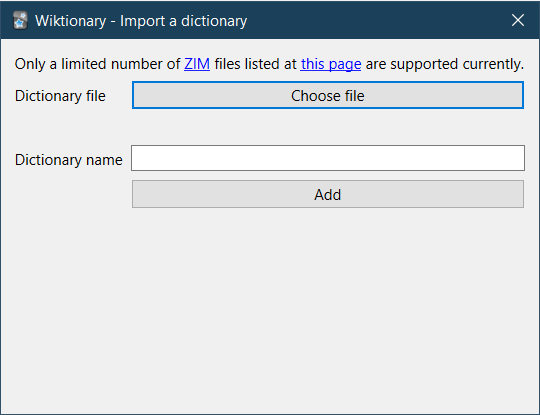 Wiktionary - Import a dictionary
Only a limited number of ZIM files listed at this page are supported currently.
Dictionary file
Choose file
Dictionary name
Add